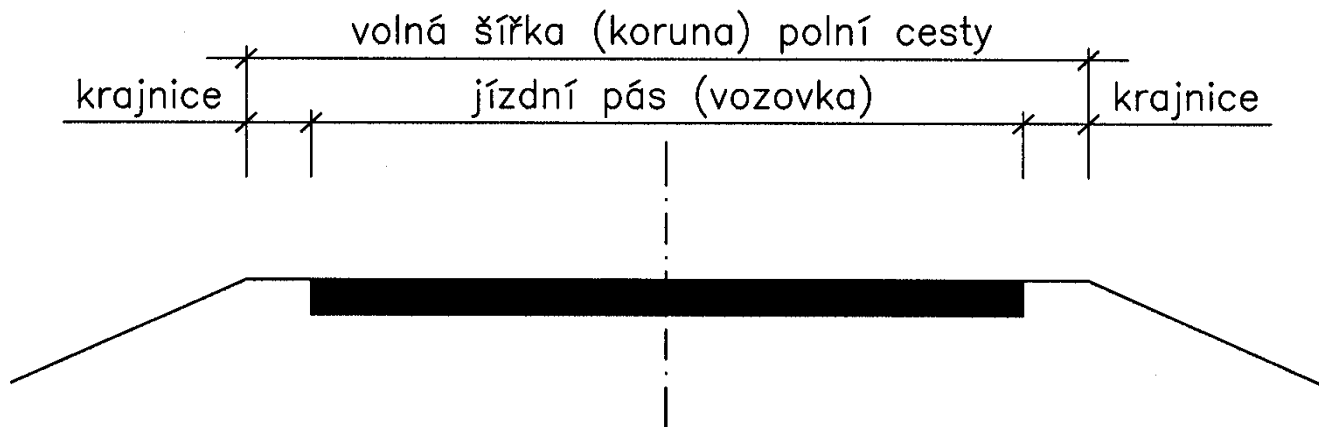 volná šířka (koruna) polní cesty
krajnice
jízdní pás (vozovka)
krajnice